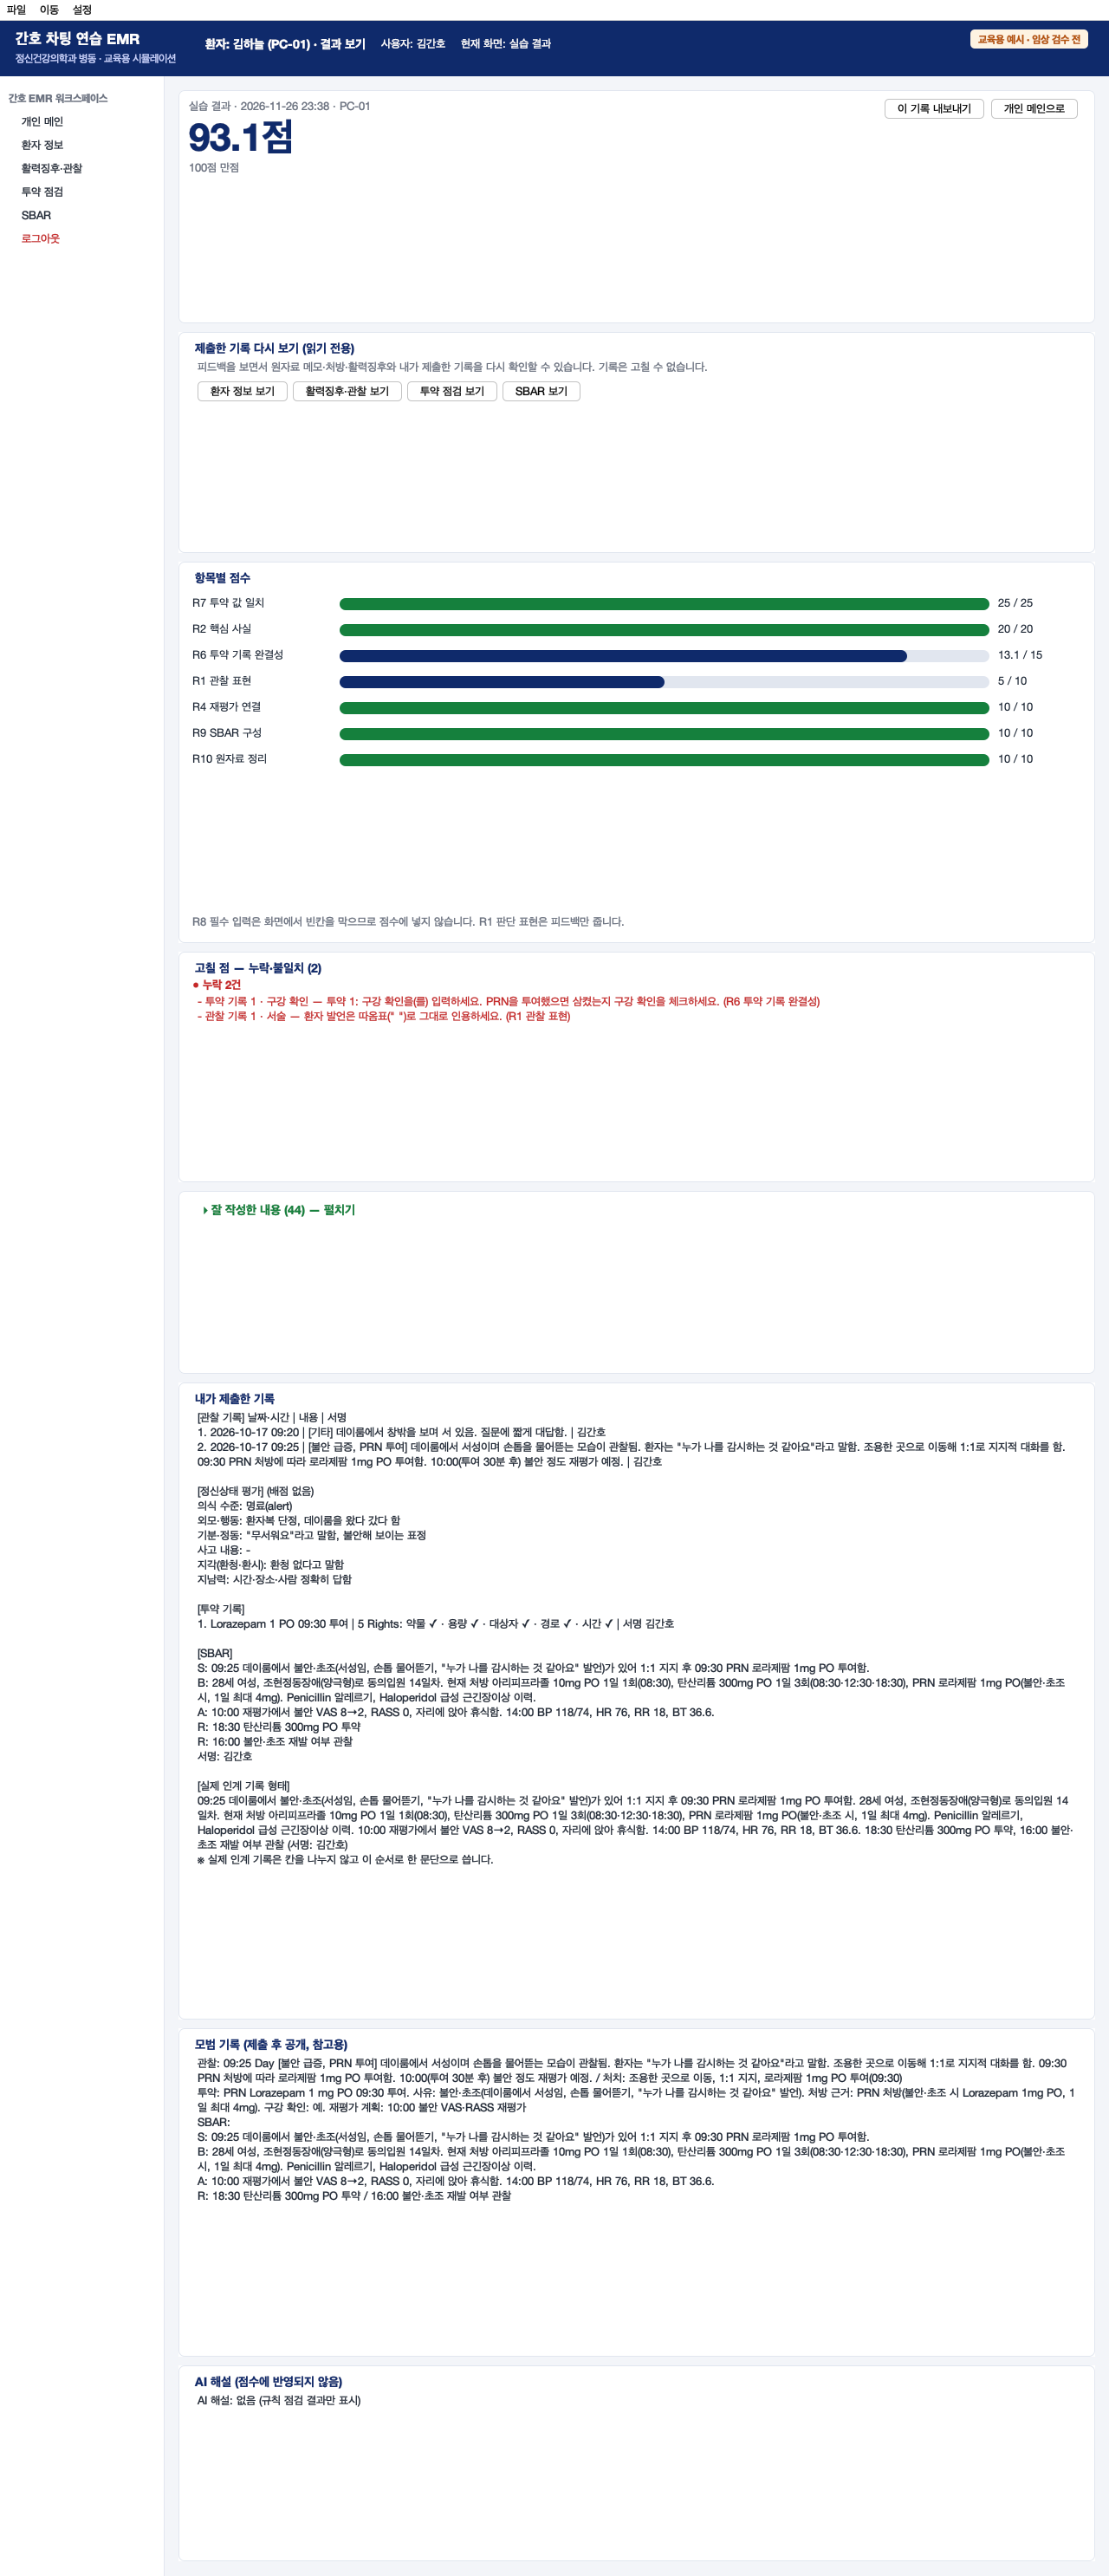 파일 이동 설정
간호 차팅 연습 EMR
정신건강의학과 병동 · 교육용 시뮬레이션
환자: 김하늘 (PC-01) · 결과 보기 사용자: 김간호 현재 화면: 실습 결과
교육용 예시 · 임상 검수 전
간호 EMR 워크스페이스
개인 메인
환자 정보
활력징후·관찰
투약 점검
SBAR
로그아웃
실습 결과 · 2026-11-26 23:38 · PC-01
이 기록 내보내기 개인 메인으로
93.1점
100점 만점
제출한 기록 다시 보기 (읽기 전용)
피드백을 보면서 원자료 메모·처방·활력징후와 내가 제출한 기록을 다시 확인할 수 있습니다. 기록은 고칠 수 없습니다.
환자 정보 보기 활력징후·관찰 보기 투약 점검 보기 SBAR 보기
항목별 점수
R7 투약 값 일치 25 / 25
R2 핵심 사실 20 / 20
R6 투약 기록 완결성 13.1 / 15
R1 관찰 표현 5 / 10
R4 재평가 연결 10 / 10
R9 SBAR 구성 10 / 10
R10 원자료 정리 10 / 10
R8 필수 입력은 화면에서 빈칸을 막으므로 점수에 넣지 않습니다. R1 판단 표현은 피드백만 줍니다.
고칠 점 — 누락·불일치 (2)
● 누락 2건
- 투약 기록 1 · 구강 확인 — 투약 1: 구강 확인을(를) 입력하세요. PRN을 투여했으면 삼켰는지 구강 확인을 체크하세요. (R6 투약 기록 완결성)
- 관찰 기록 1 · 서술 — 환자 발언은 따옴표(" ")로 그대로 인용하세요. (R1 관찰 표현)
잘 작성한 내용 (44) — 펼치기
내가 제출한 기록
[관찰 기록] 날짜·시간 | 내용 | 서명
1. 2026-10-17 09:20 | [기타] 데이룸에서 창밖을 보며 서 있음. 질문에 짧게 대답함. | 김간호
2. 2026-10-17 09:25 | [불안 급증, PRN 투여] 데이룸에서 서성이며 손톱을 물어뜯는 모습이 관찰됨. 환자는 "누가 나를 감시하는 것 같아요"라고 말함. 조용한 곳으로 이동해 1:1로 지지적 대화를 함.
09:30 PRN 처방에 따라 로라제팜 1mg PO 투여함. 10:00(투여 30분 후) 불안 정도 재평가 예정. | 김간호
[정신상태 평가] (배점 없음)
의식 수준: 명료(alert)
외모·행동: 환자복 단정, 데이룸을 왔다 갔다 함
기분·정동: "무서워요"라고 말함, 불안해 보이는 표정
사고 내용: -
지각(환청·환시): 환청 없다고 말함
지남력: 시간·장소·사람 정확히 답함
[투약 기록]
1. Lorazepam 1 PO 09:30 투여 | 5 Rights: 약물 ✓ · 용량 ✓ · 대상자 ✓ · 경로 ✓ · 시간 ✓ | 서명 김간호
[SBAR]
S: 09:25 데이룸에서 불안·초조(서성임, 손톱 물어뜯기, "누가 나를 감시하는 것 같아요" 발언)가 있어 1:1 지지 후 09:30 PRN 로라제팜 1mg PO 투여함.
B: 28세 여성, 조현정동장애(양극형)로 동의입원 14일차. 현재 처방 아리피프라졸 10mg PO 1일 1회(08:30), 탄산리튬 300mg PO 1일 3회(08:30·12:30·18:30), PRN 로라제팜 1mg PO(불안·초조
시, 1일 최대 4mg). Penicillin 알레르기, Haloperidol 급성 근긴장이상 이력.
A: 10:00 재평가에서 불안 VAS 8→2, RASS 0, 자리에 앉아 휴식함. 14:00 BP 118/74, HR 76, RR 18, BT 36.6.
R: 18:30 탄산리튬 300mg PO 투약
R: 16:00 불안·초조 재발 여부 관찰
서명: 김간호
[실제 인계 기록 형태]
09:25 데이룸에서 불안·초조(서성임, 손톱 물어뜯기, "누가 나를 감시하는 것 같아요" 발언)가 있어 1:1 지지 후 09:30 PRN 로라제팜 1mg PO 투여함. 28세 여성, 조현정동장애(양극형)로 동의입원 14
일차. 현재 처방 아리피프라졸 10mg PO 1일 1회(08:30), 탄산리튬 300mg PO 1일 3회(08:30·12:30·18:30), PRN 로라제팜 1mg PO(불안·초조 시, 1일 최대 4mg). Penicillin 알레르기,
Haloperidol 급성 근긴장이상 이력. 10:00 재평가에서 불안 VAS 8→2, RASS 0, 자리에 앉아 휴식함. 14:00 BP 118/74, HR 76, RR 18, BT 36.6. 18:30 탄산리튬 300mg PO 투약, 16:00 불안·
초조 재발 여부 관찰 (서명: 김간호)
※ 실제 인계 기록은 칸을 나누지 않고 이 순서로 한 문단으로 씁니다.
모범 기록 (제출 후 공개, 참고용)
관찰: 09:25 Day [불안 급증, PRN 투여] 데이룸에서 서성이며 손톱을 물어뜯는 모습이 관찰됨. 환자는 "누가 나를 감시하는 것 같아요"라고 말함. 조용한 곳으로 이동해 1:1로 지지적 대화를 함. 09:30
PRN 처방에 따라 로라제팜 1mg PO 투여함. 10:00(투여 30분 후) 불안 정도 재평가 예정. / 처치: 조용한 곳으로 이동, 1:1 지지, 로라제팜 1mg PO 투여(09:30)
투약: PRN Lorazepam 1 mg PO 09:30 투여. 사유: 불안·초조(데이룸에서 서성임, 손톱 물어뜯기, "누가 나를 감시하는 것 같아요" 발언). 처방 근거: PRN 처방(불안·초조 시 Lorazepam 1mg PO, 1
일 최대 4mg). 구강 확인: 예. 재평가 계획: 10:00 불안 VAS·RASS 재평가
SBAR:
S: 09:25 데이룸에서 불안·초조(서성임, 손톱 물어뜯기, "누가 나를 감시하는 것 같아요" 발언)가 있어 1:1 지지 후 09:30 PRN 로라제팜 1mg PO 투여함.
B: 28세 여성, 조현정동장애(양극형)로 동의입원 14일차. 현재 처방 아리피프라졸 10mg PO 1일 1회(08:30), 탄산리튬 300mg PO 1일 3회(08:30·12:30·18:30), PRN 로라제팜 1mg PO(불안·초조
시, 1일 최대 4mg). Penicillin 알레르기, Haloperidol 급성 근긴장이상 이력.
A: 10:00 재평가에서 불안 VAS 8→2, RASS 0, 자리에 앉아 휴식함. 14:00 BP 118/74, HR 76, RR 18, BT 36.6.
R: 18:30 탄산리튬 300mg PO 투약 / 16:00 불안·초조 재발 여부 관찰
AI 해설 (점수에 반영되지 않음)
AI 해설: 없음 (규칙 점검 결과만 표시)